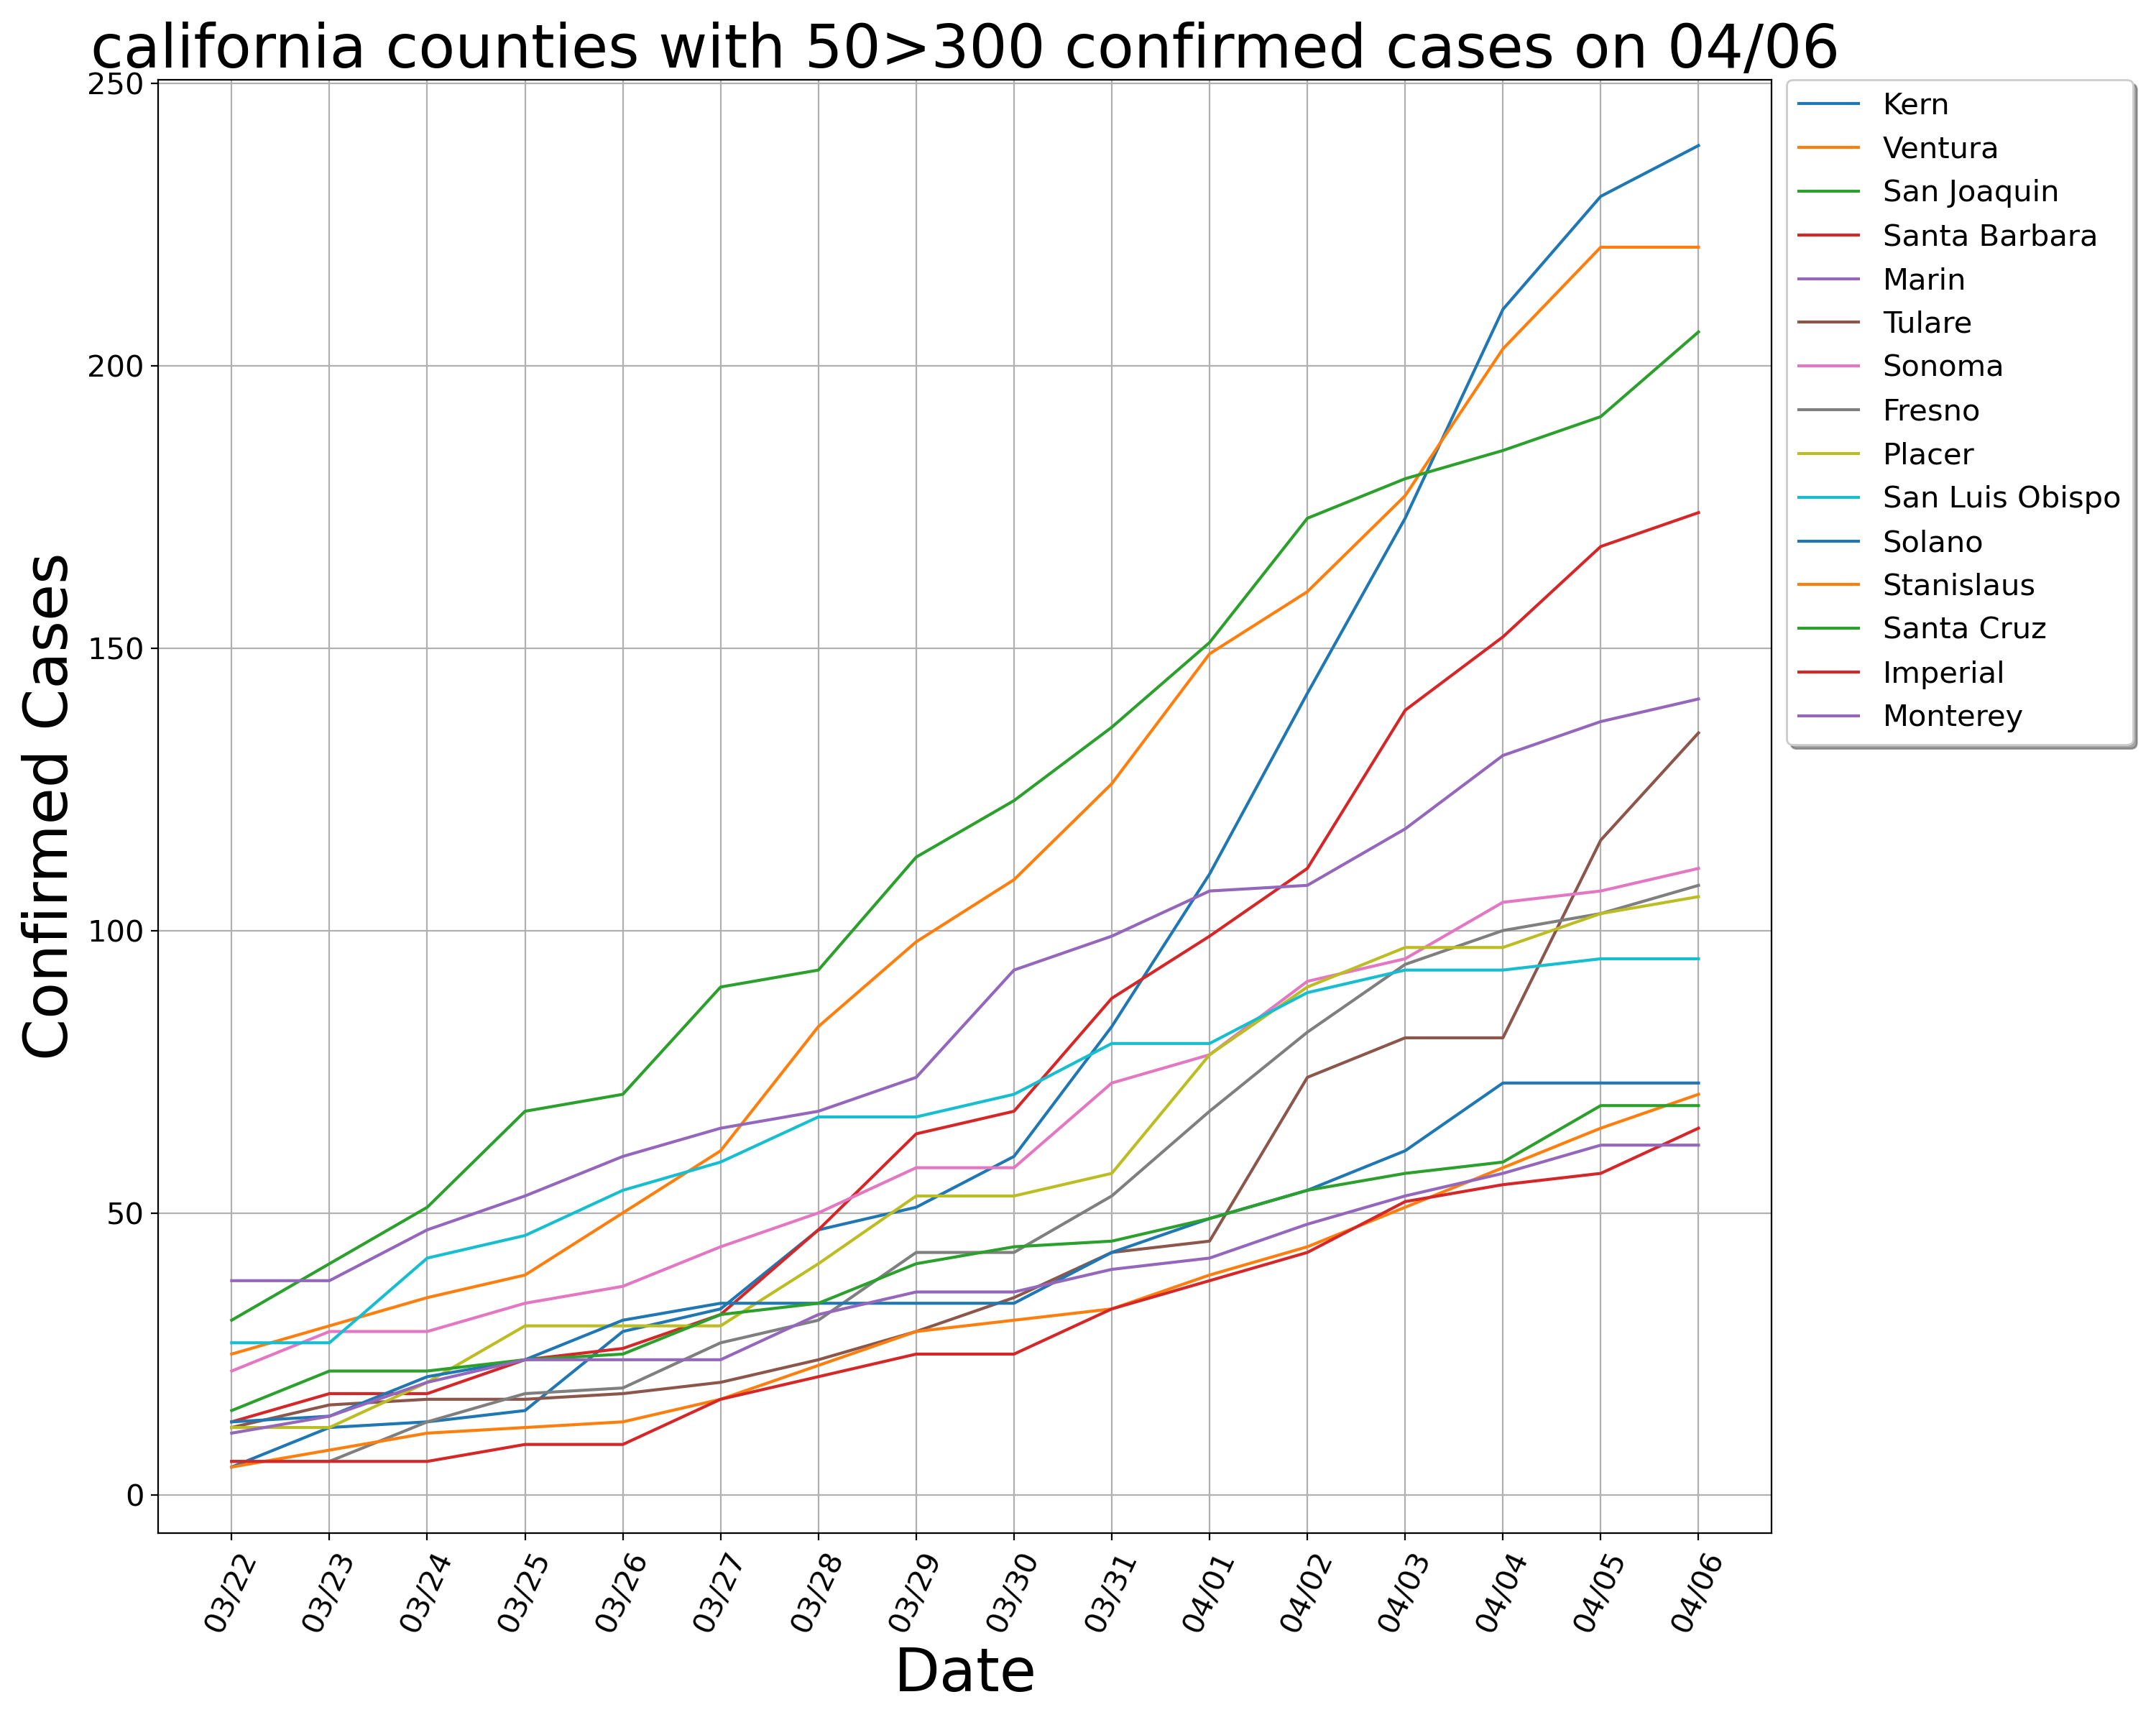 california counties with 50>300 confirmed cases on 04/06
250
200
150
100
50
0
Confirmed Cases
03/22
03/23
03/24
03/25
03/26
03/27
03/28
03/29
03/30
03/31
04/01
04/02
04/03
04/04
04/05
04/06
Date
Kern
Ventura
San Joaquin
Santa Barbara
Marin
Tulare
Sonoma
Fresno
Placer
San Luis Obispo
Solano
Stanislaus
Santa Cruz
Imperial
Monterey